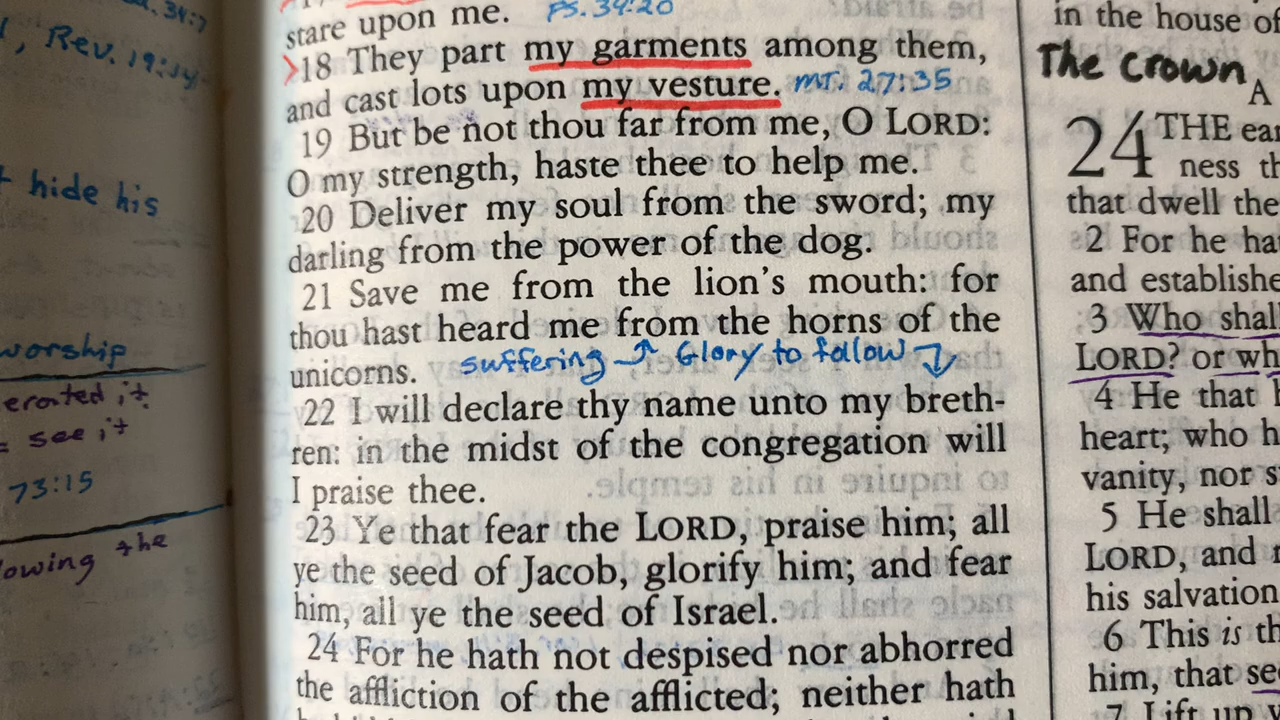 34:7
, Rev. 19:14
hide his
worship
erated it.
= see it
73:15
owing the
stare upon me. PS. 34:20
18 They part my garments among them,
and cast lots upon my vesture. MT. 27:35
19 But be not thou far from me, O LORD:
O my strength, haste thee to help me.
20 Deliver my soul from the sword; my
darling from the power of the dog.
21 Save me from the lion's mouth: for
thou hast heard me from the horns of the
unicorns. suffering Glory to follow
22 I will declare thy name unto my breth-
ren: in the midst of the congregation will
I praise thee.
23 Ye that fear the LORD, praise him; all
ye the seed of Jacob, glorify him; and fear
him, all ye the seed of Israel.
24 For he hath not despised nor abhorred
the affliction of the afflicted; neither hath
in the house of
The Crown
A
24 THE ear
ness th
that dwell the
2 For he ha
and establishe
3 Who shal
LORD? or wh
4 He that
heart; who h
vanity, nor s
5 He shall
LORD, and
his salvation
6 This is th
him, that se
7 Lift up